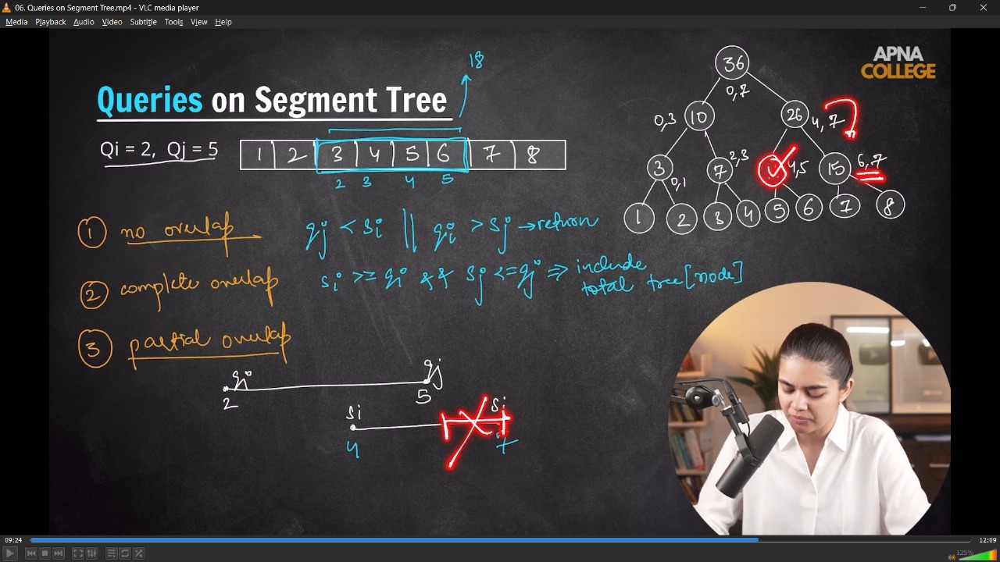 06. Queries on Segment Tree.mp4 - VLC media player
Media Playback Audio Video Subtitle Tools View Help
APNA
COLLEGE
18
Queries on Segment Tree
Qi = 2, Qj = 5
1 2 3 4 5 6 7 8
2 3 4 5
36
0,7
0,3 10 26 4,7
3 0,1 7 2,3 4,5 15 6,7
1 2 3 4 5 6 7 8
1 no overlap
qj < si || qi > sj → return
2 complete overlap
si >= qi && sj <= qj ⇒ include
total tree[node]
3 partial overlap
qi qj
2 5
si si
4 7
09:24 12:09
125%